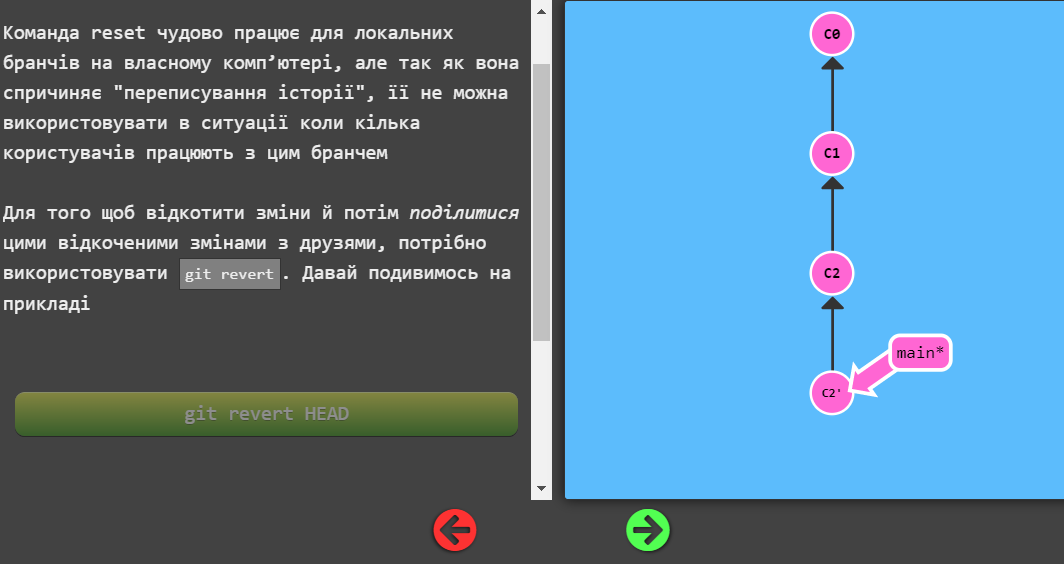 Команда reset чудово працює для локальних
бранчів на власному комп’ютері, але так як вона
спричиняє "переписування історії", її не можна
використовувати в ситуації коли кілька
користувачів працюють з цим бранчем
Для того щоб відкотити зміни й потім поділитися
цими відкоченими змінами з друзями, потрібно
використовувати git revert. Давай подивимось на
прикладі
git revert HEAD
C0
C1
C2
main*
C2'